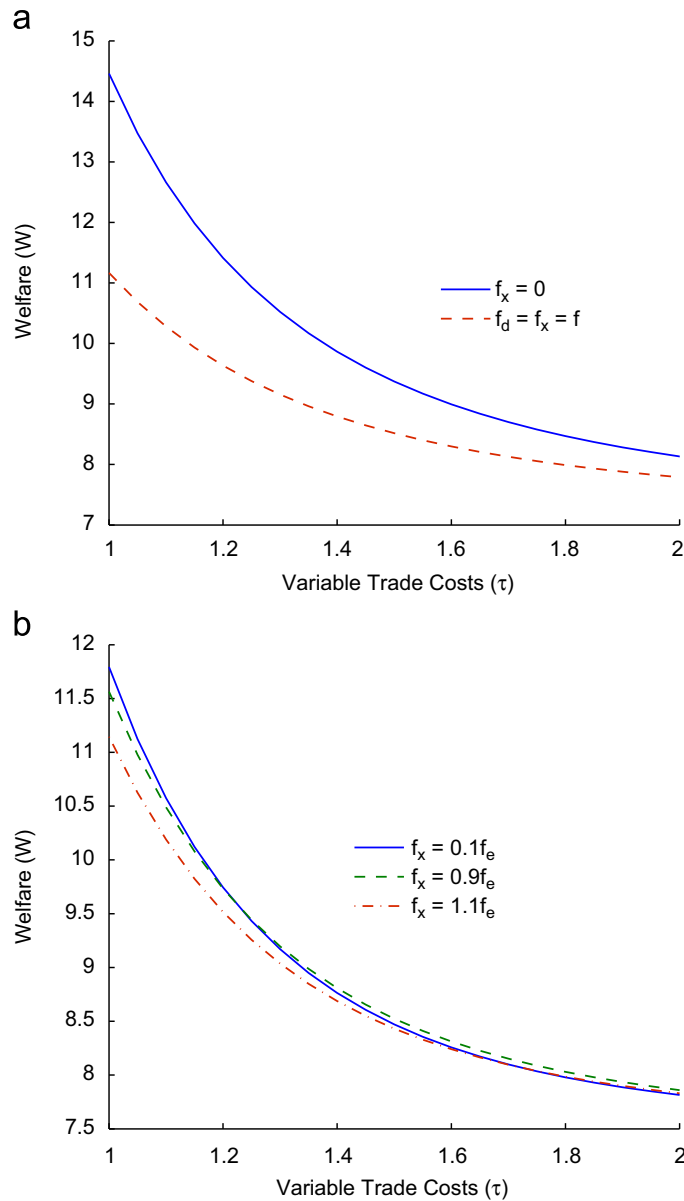 a
15
14
13
12
11
10
9
8
7
Welfare (W)
f_x = 0
f_d = f_x = f
1
1.2
1.4
1.6
1.8
2
Variable Trade Costs (τ)
b
12
11.5
11
10.5
10
9.5
9
8.5
8
7.5
Welfare (W)
f_x = 0.1f_e
f_x = 0.9f_e
f_x = 1.1f_e
1
1.2
1.4
1.6
1.8
2
Variable Trade Costs (τ)